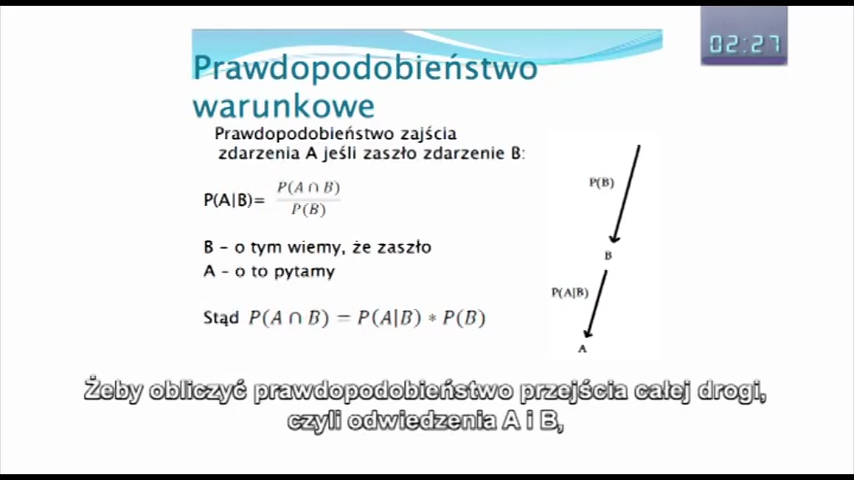 02:27
Prawdopodobieństwo
warunkowe
Prawdopodobieństwo zajścia
zdarzenia A jeśli zaszło zdarzenie B:
P(A|B)= P(A ∩ B) / P(B)
B – o tym wiemy, że zaszło
A – o to pytamy
Stąd P(A ∩ B) = P(A|B) * P(B)
P(B)
B
P(A|B)
A
Żeby obliczyć prawdopodobieństwo przejścia całej drogi,
czyli odwiedzenia A i B,